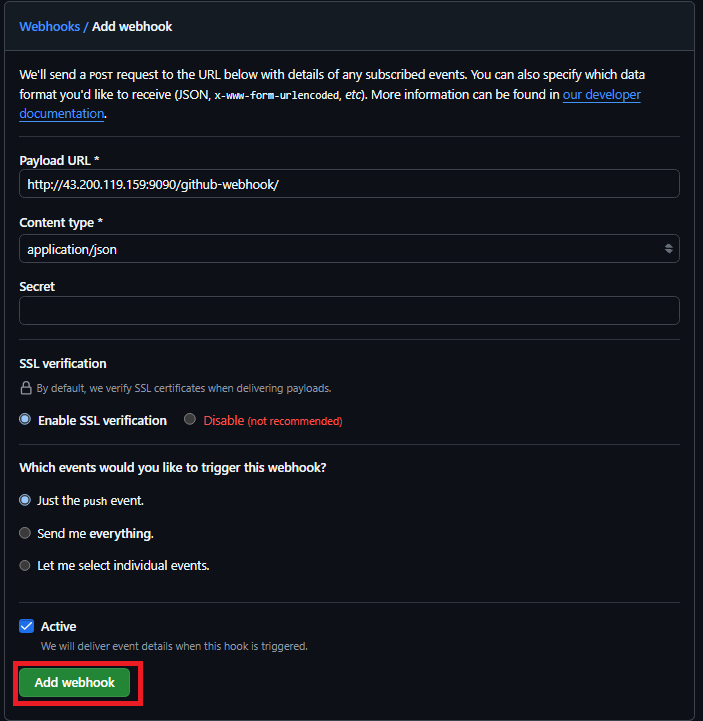 Webhooks / Add webhook
We'll send a POST request to the URL below with details of any subscribed events. You can also specify which data
format you'd like to receive (JSON, x-www-form-urlencoded, etc). More information can be found in our developer
documentation.
Payload URL *
http://43.200.119.159:9090/github-webhook/
Content type *
application/json
Secret
SSL verification
By default, we verify SSL certificates when delivering payloads.
Enable SSL verification Disable (not recommended)
Which events would you like to trigger this webhook?
Just the push event.
Send me everything.
Let me select individual events.
Active
We will deliver event details when this hook is triggered.
Add webhook